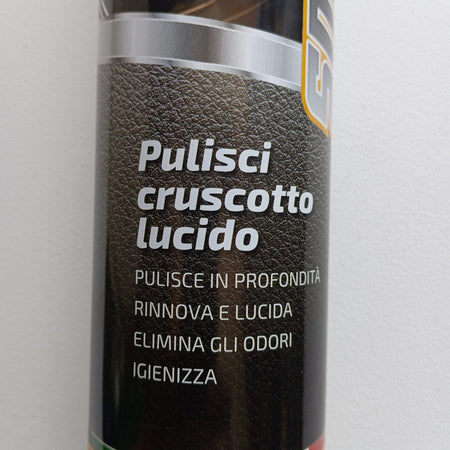 Pulisci
cruscotto
lucido
PULISCE IN PROFONDITÀ
RINNOVA E LUCIDA
ELIMINA GLI ODORI
IGIENIZZA